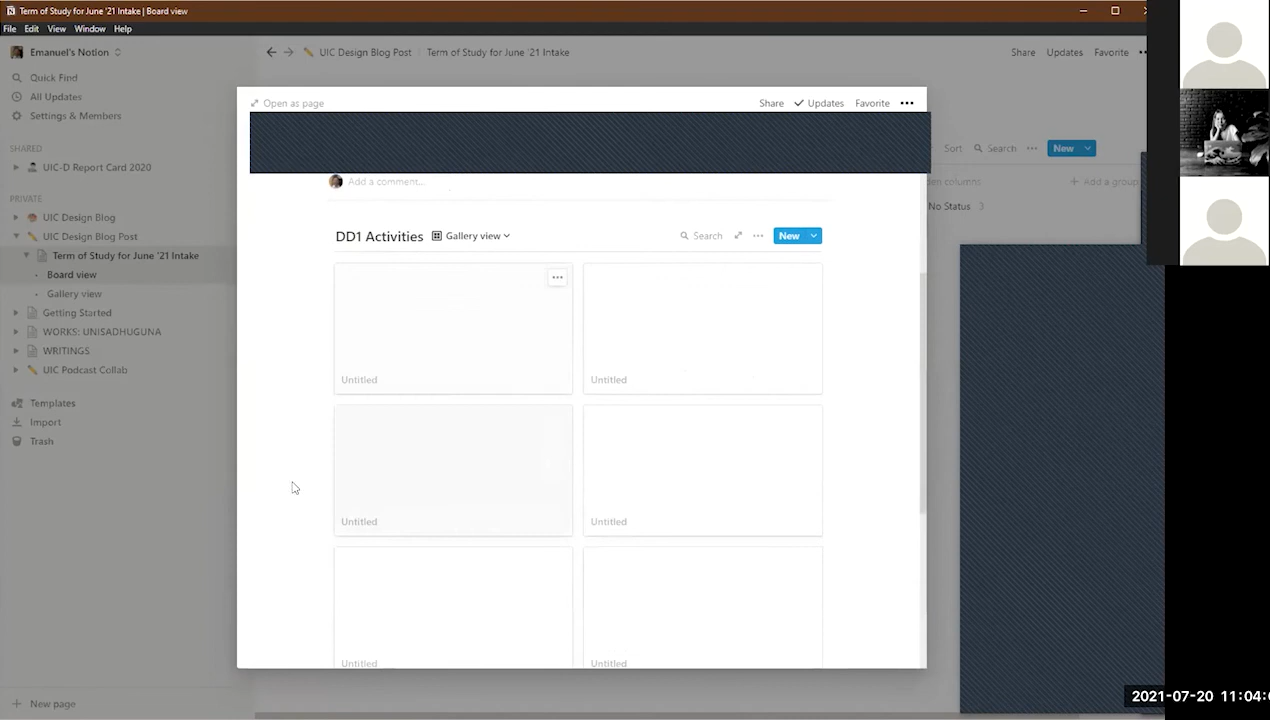 Term of Study for June '21 Intake | Board view
File Edit View Window Help
Emanuel's Notion
UIC Design Blog Post / Term of Study for June '21 Intake
Share Updates Favorite
Quick Find
All Updates
Settings & Members
SHARED
UIC-D Report Card 2020
PRIVATE
UIC Design Blog
UIC Design Blog Post
Term of Study for June '21 Intake
Board view
Gallery view
Getting Started
WORKS: UNISADHUGUNA
WRITINGS
UIC Podcast Collab
Templates
Import
Trash
New page
Open as page
Share Updates Favorite
Add a comment...
DD1 Activities Gallery view
Search New
Untitled Untitled
Untitled Untitled
Untitled Untitled
Sort Search New
columns + Add a group
No Status 3
2021-07-20 11:04: